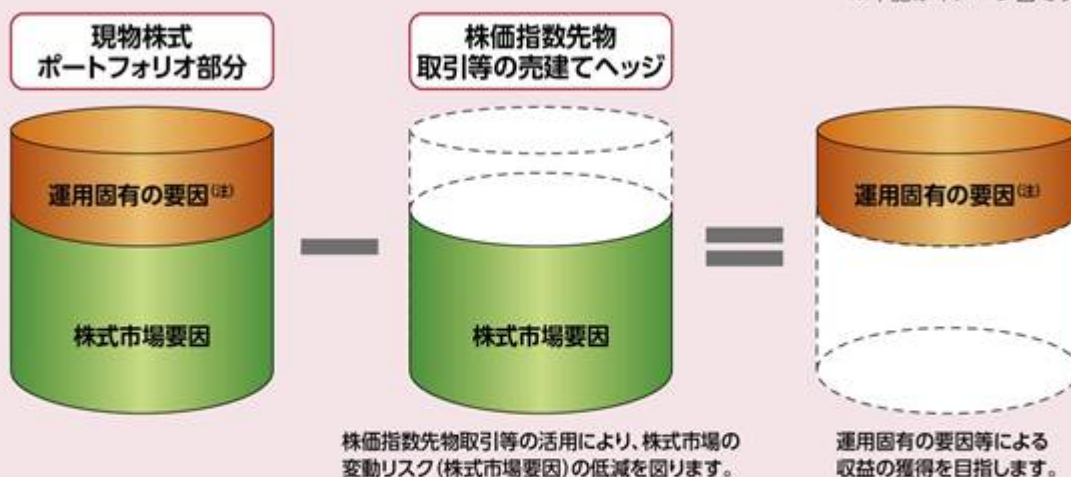 現物株式
ポートフォリオ部分
株価指数先物
取引等の売建てヘッジ
運用固有の要因(注)
株式市場要因
株式市場要因
運用固有の要因(注)
株価指数先物取引等の活用により、株式市場の
変動リスク(株式市場要因)の低減を図ります。
運用固有の要因等による
収益の獲得を目指します。